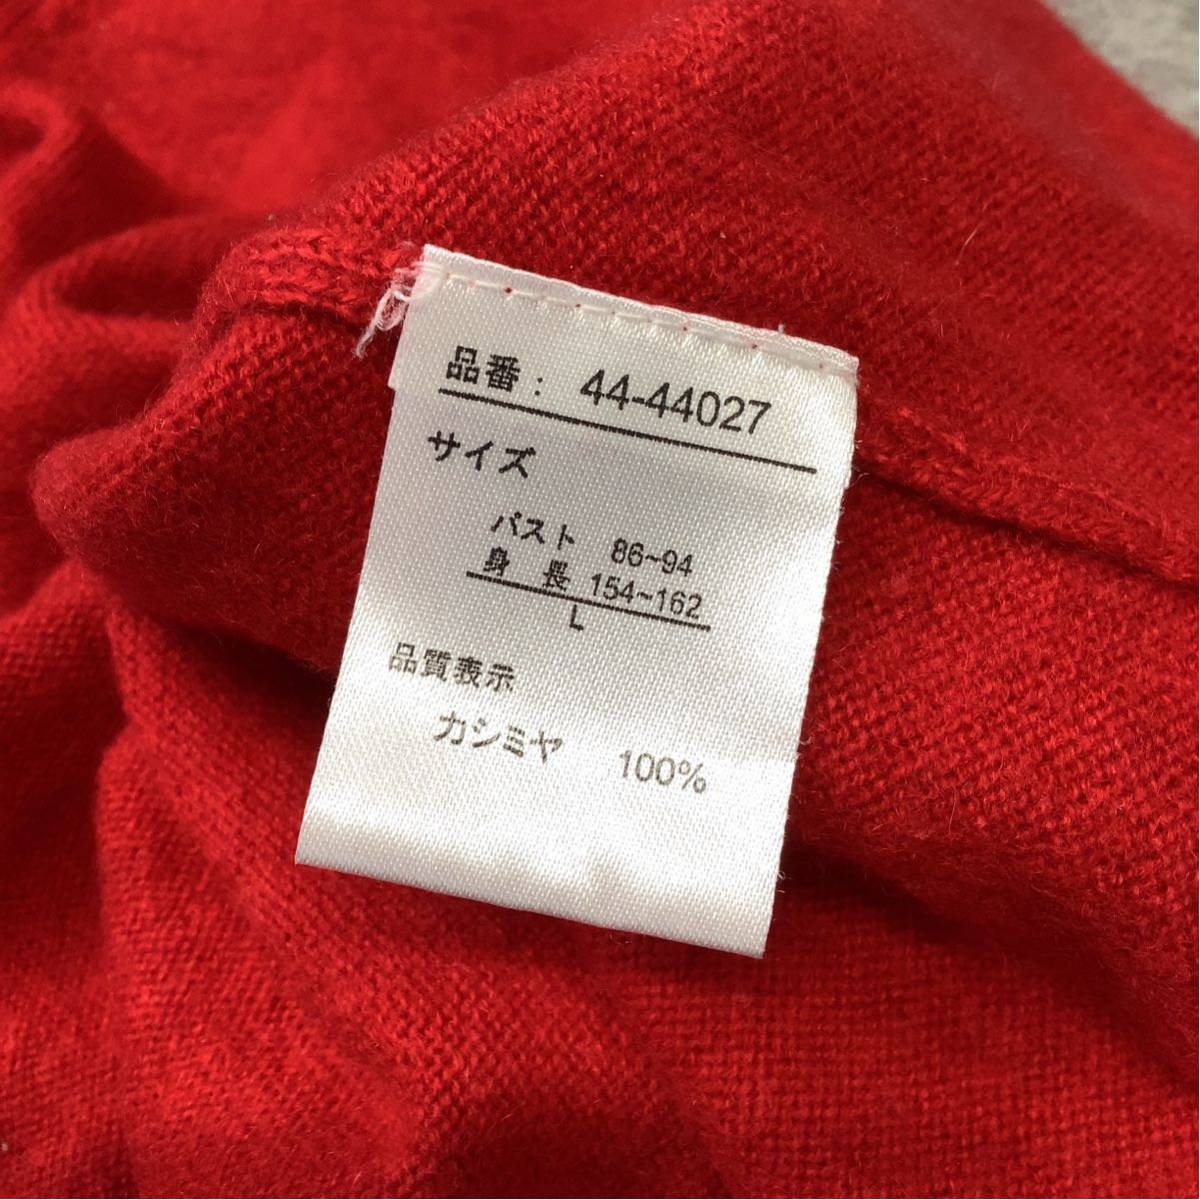 品番： 44-44027
サイズ
バスト 86~94
身長 154~162
L
品質表示
カシミヤ 100%